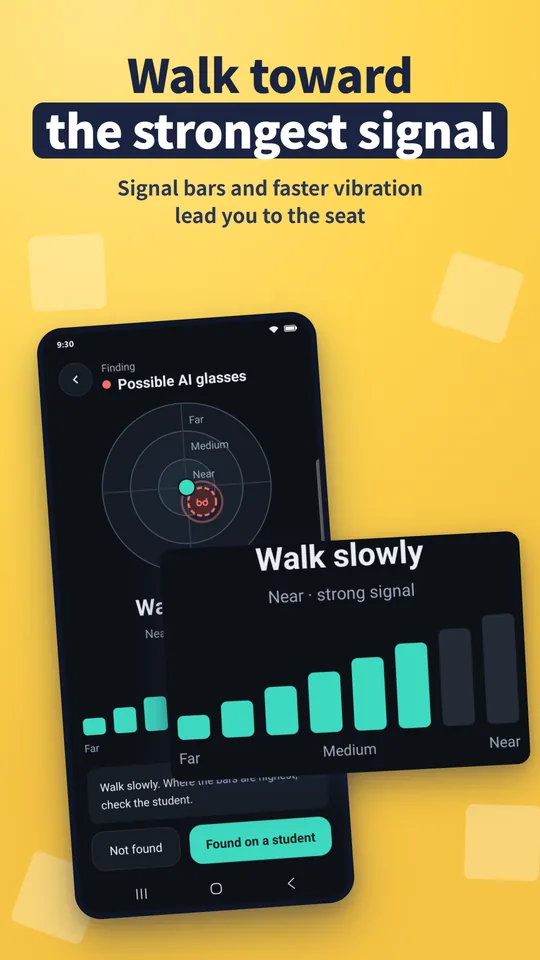 Walk toward
the strongest signal
Signal bars and faster vibration
lead you to the seat
9:30
Finding
Possible AI glasses
Far
Medium
Near
Walk slowly
Near · strong signal
Far
Medium
Near
Far
Walk slowly. Where the bars are highest,
check the student.
Not found
Found on a student